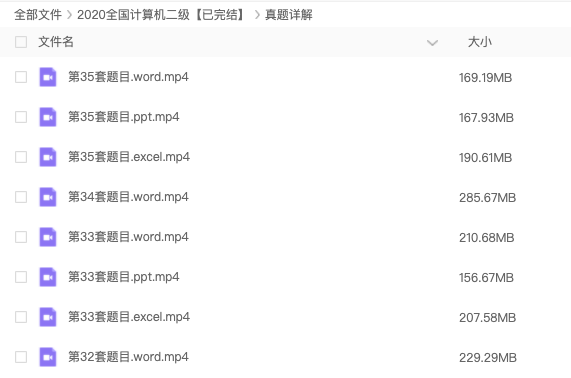 全部文件 > 2020全国计算机二级【已完结】 > 真题详解
文件名 大小
第35套题目.word.mp4 169.19MB
第35套题目.ppt.mp4 167.93MB
第35套题目.excel.mp4 190.61MB
第34套题目.word.mp4 285.67MB
第33套题目.word.mp4 210.68MB
第33套题目.ppt.mp4 156.67MB
第33套题目.excel.mp4 207.58MB
第32套题目.word.mp4 229.29MB